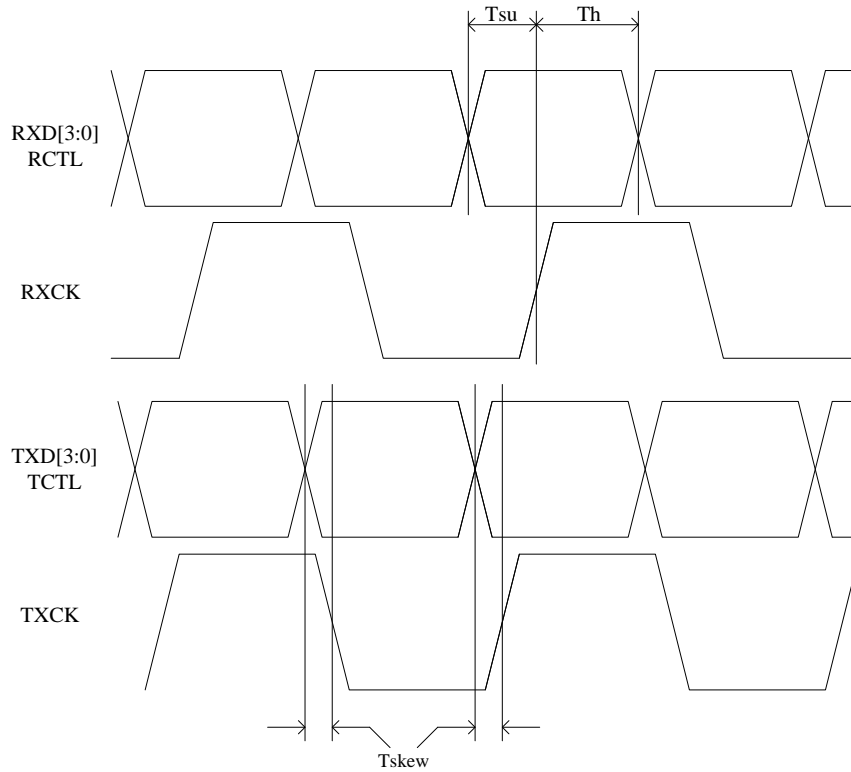 Tsu
Th
RXD[3:0]
RCTL
RXCK
TXD[3:0]
TCTL
TXCK
Tskew